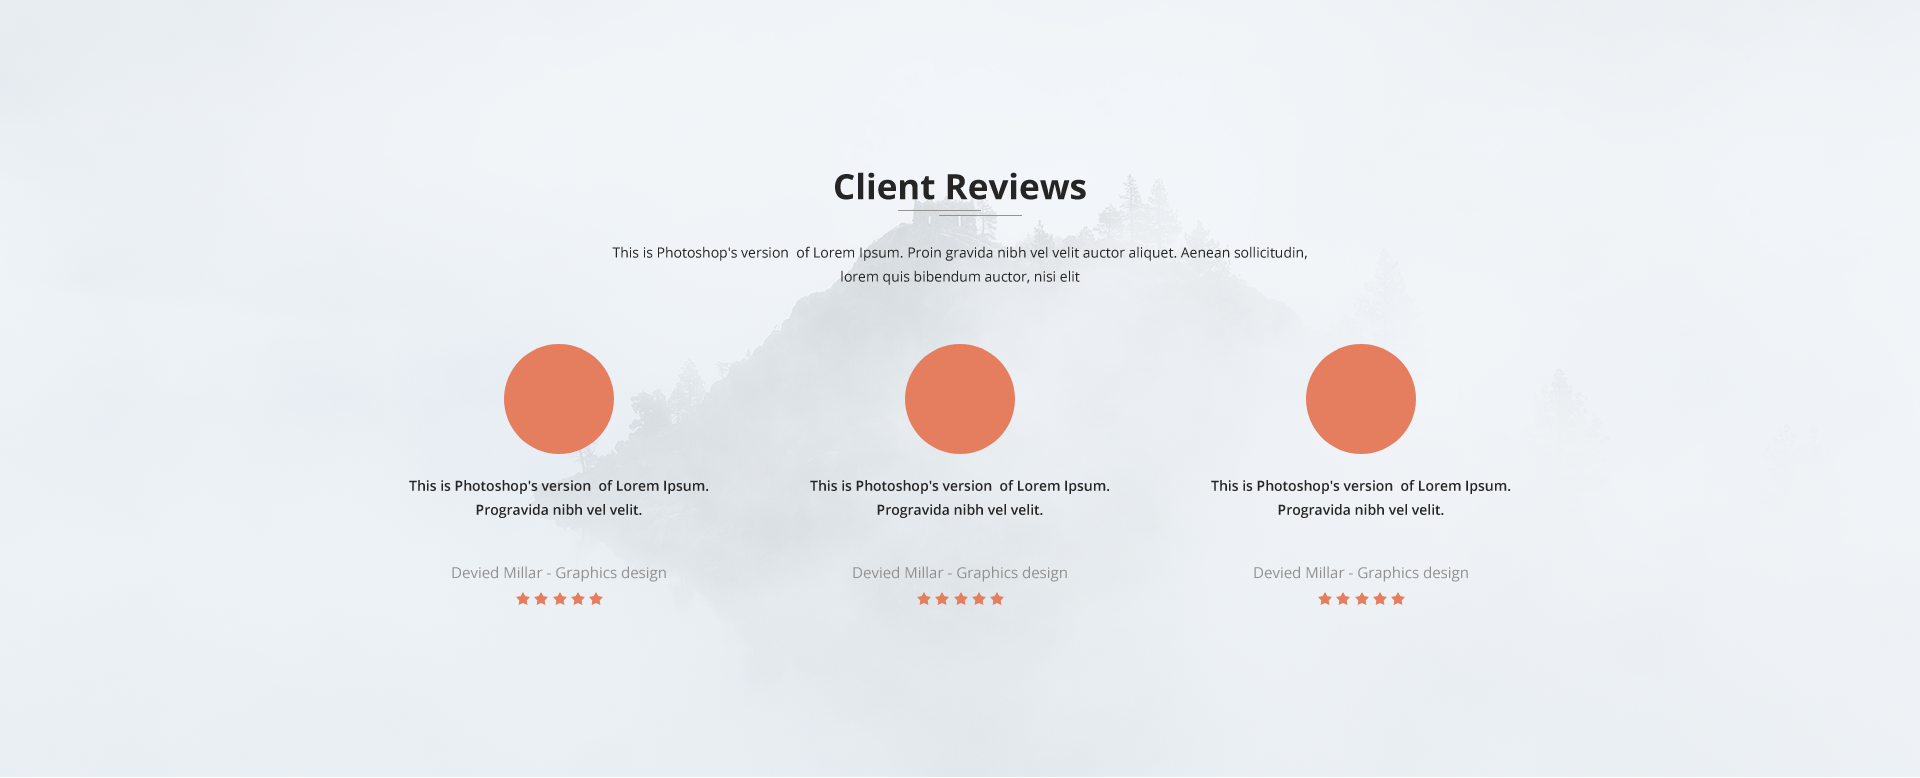 Client Reviews
This is Photoshop's version  of Lorem Ipsum. Proin gravida nibh vel velit auctor aliquet. Aenean sollicitudin,
lorem quis bibendum auctor, nisi elit
This is Photoshop's version  of Lorem Ipsum.
Progravida nibh vel velit.
Devied Millar - Graphics design
This is Photoshop's version  of Lorem Ipsum.
Progravida nibh vel velit.
Devied Millar - Graphics design
This is Photoshop's version  of Lorem Ipsum.
Progravida nibh vel velit.
Devied Millar - Graphics design